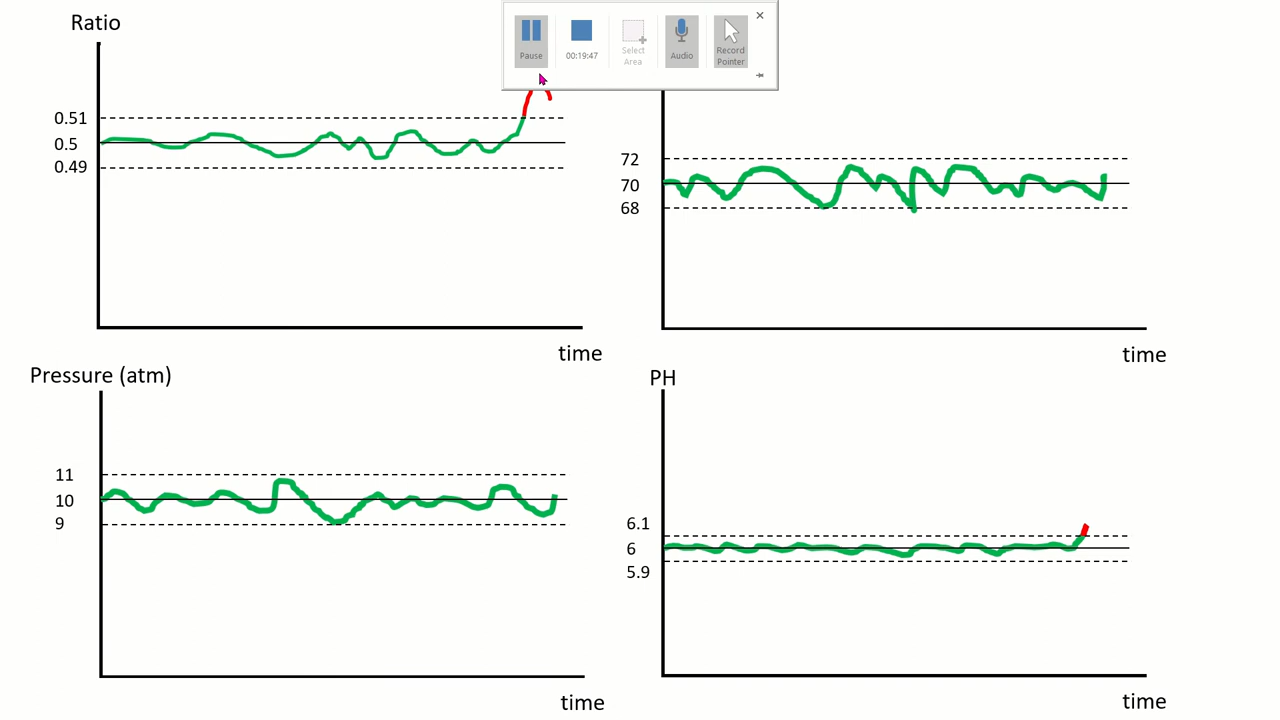 Ratio
Pause
00:19:47
Select
Area
Audio
Record
Pointer
0.51
0.5
0.49
time
72
70
68
time
Pressure (atm)
11
10
9
time
PH
6.1
6
5.9
time